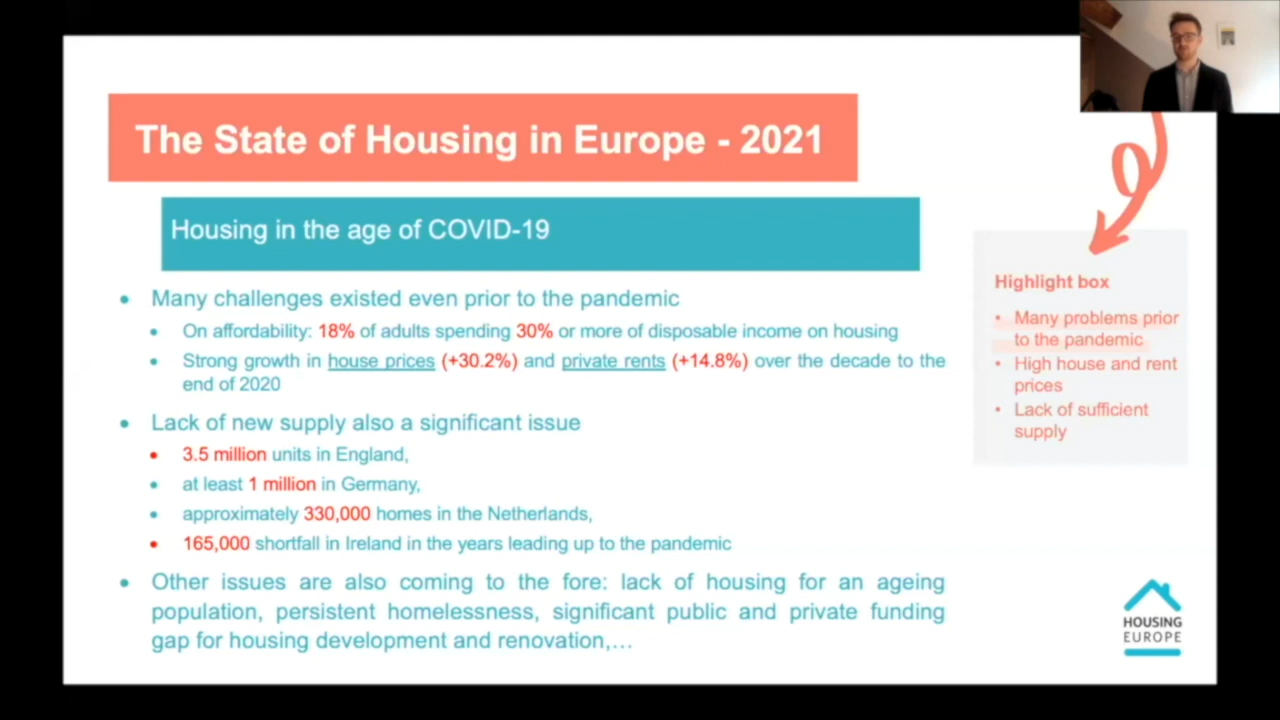 The State of Housing in Europe - 2021
Housing in the age of COVID-19
• Many challenges existed even prior to the pandemic
• On affordability: 18% of adults spending 30% or more of disposable income on housing
• Strong growth in house prices (+30.2%) and private rents (+14.8%) over the decade to the
end of 2020
• Lack of new supply also a significant issue
• 3.5 million units in England,
• at least 1 million in Germany,
• approximately 330,000 homes in the Netherlands,
• 165,000 shortfall in Ireland in the years leading up to the pandemic
• Other issues are also coming to the fore: lack of housing for an ageing
population, persistent homelessness, significant public and private funding
gap for housing development and renovation,…
Highlight box
• Many problems prior
to the pandemic
• High house and rent
prices
• Lack of sufficient
supply
HOUSING
EUROPE